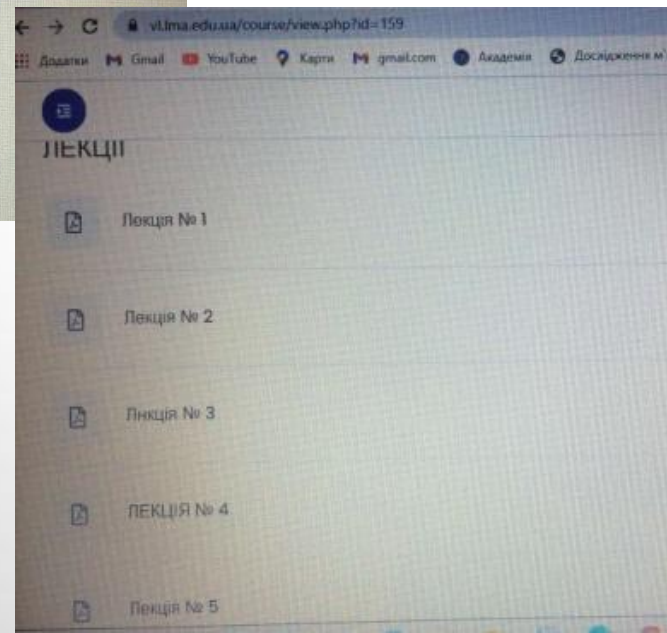 vl.lma.edu.ua/course/view.php?id=159
Додатки Gmail YouTube Карти gmail.com Академія Дослідження м
ЛЕКЦІЇ
Лекція № 1
Лекція № 2
Лнкція № 3
ЛЕКЦІЯ № 4
Лекція № 5